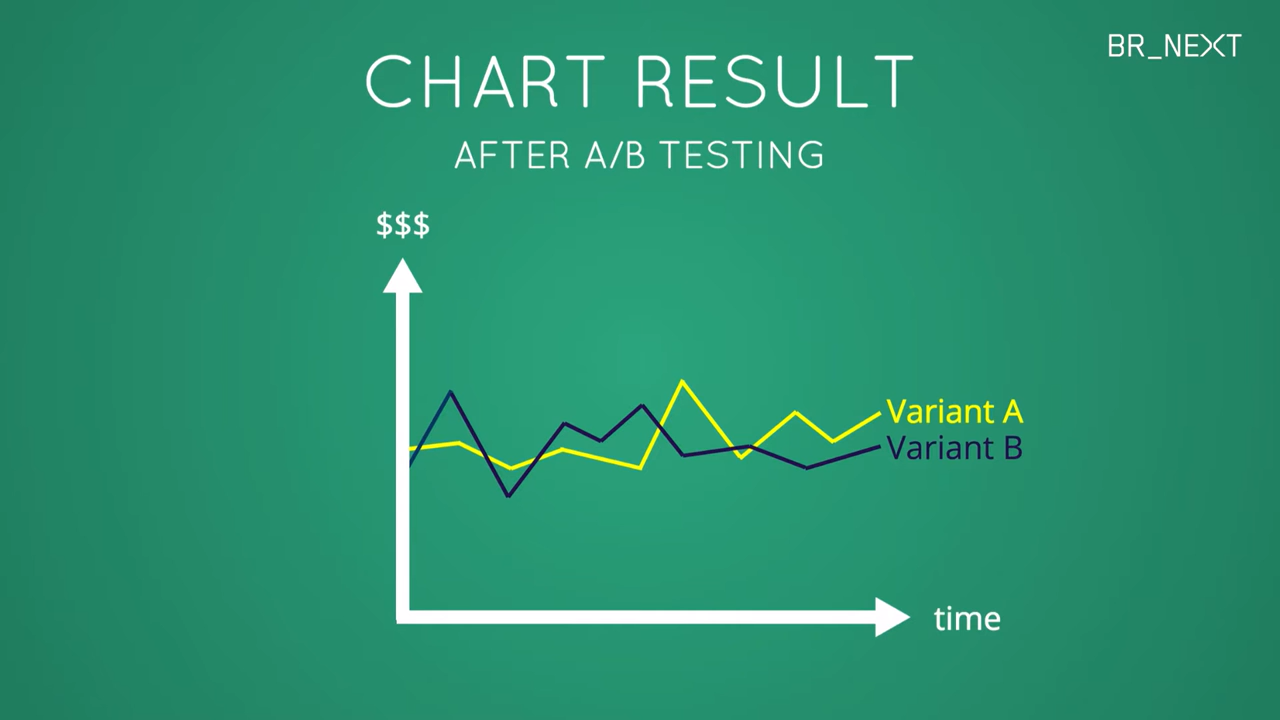 BR_NEXT
CHART RESULT
AFTER A/B TESTING
$$$
Variant A
Variant B
time